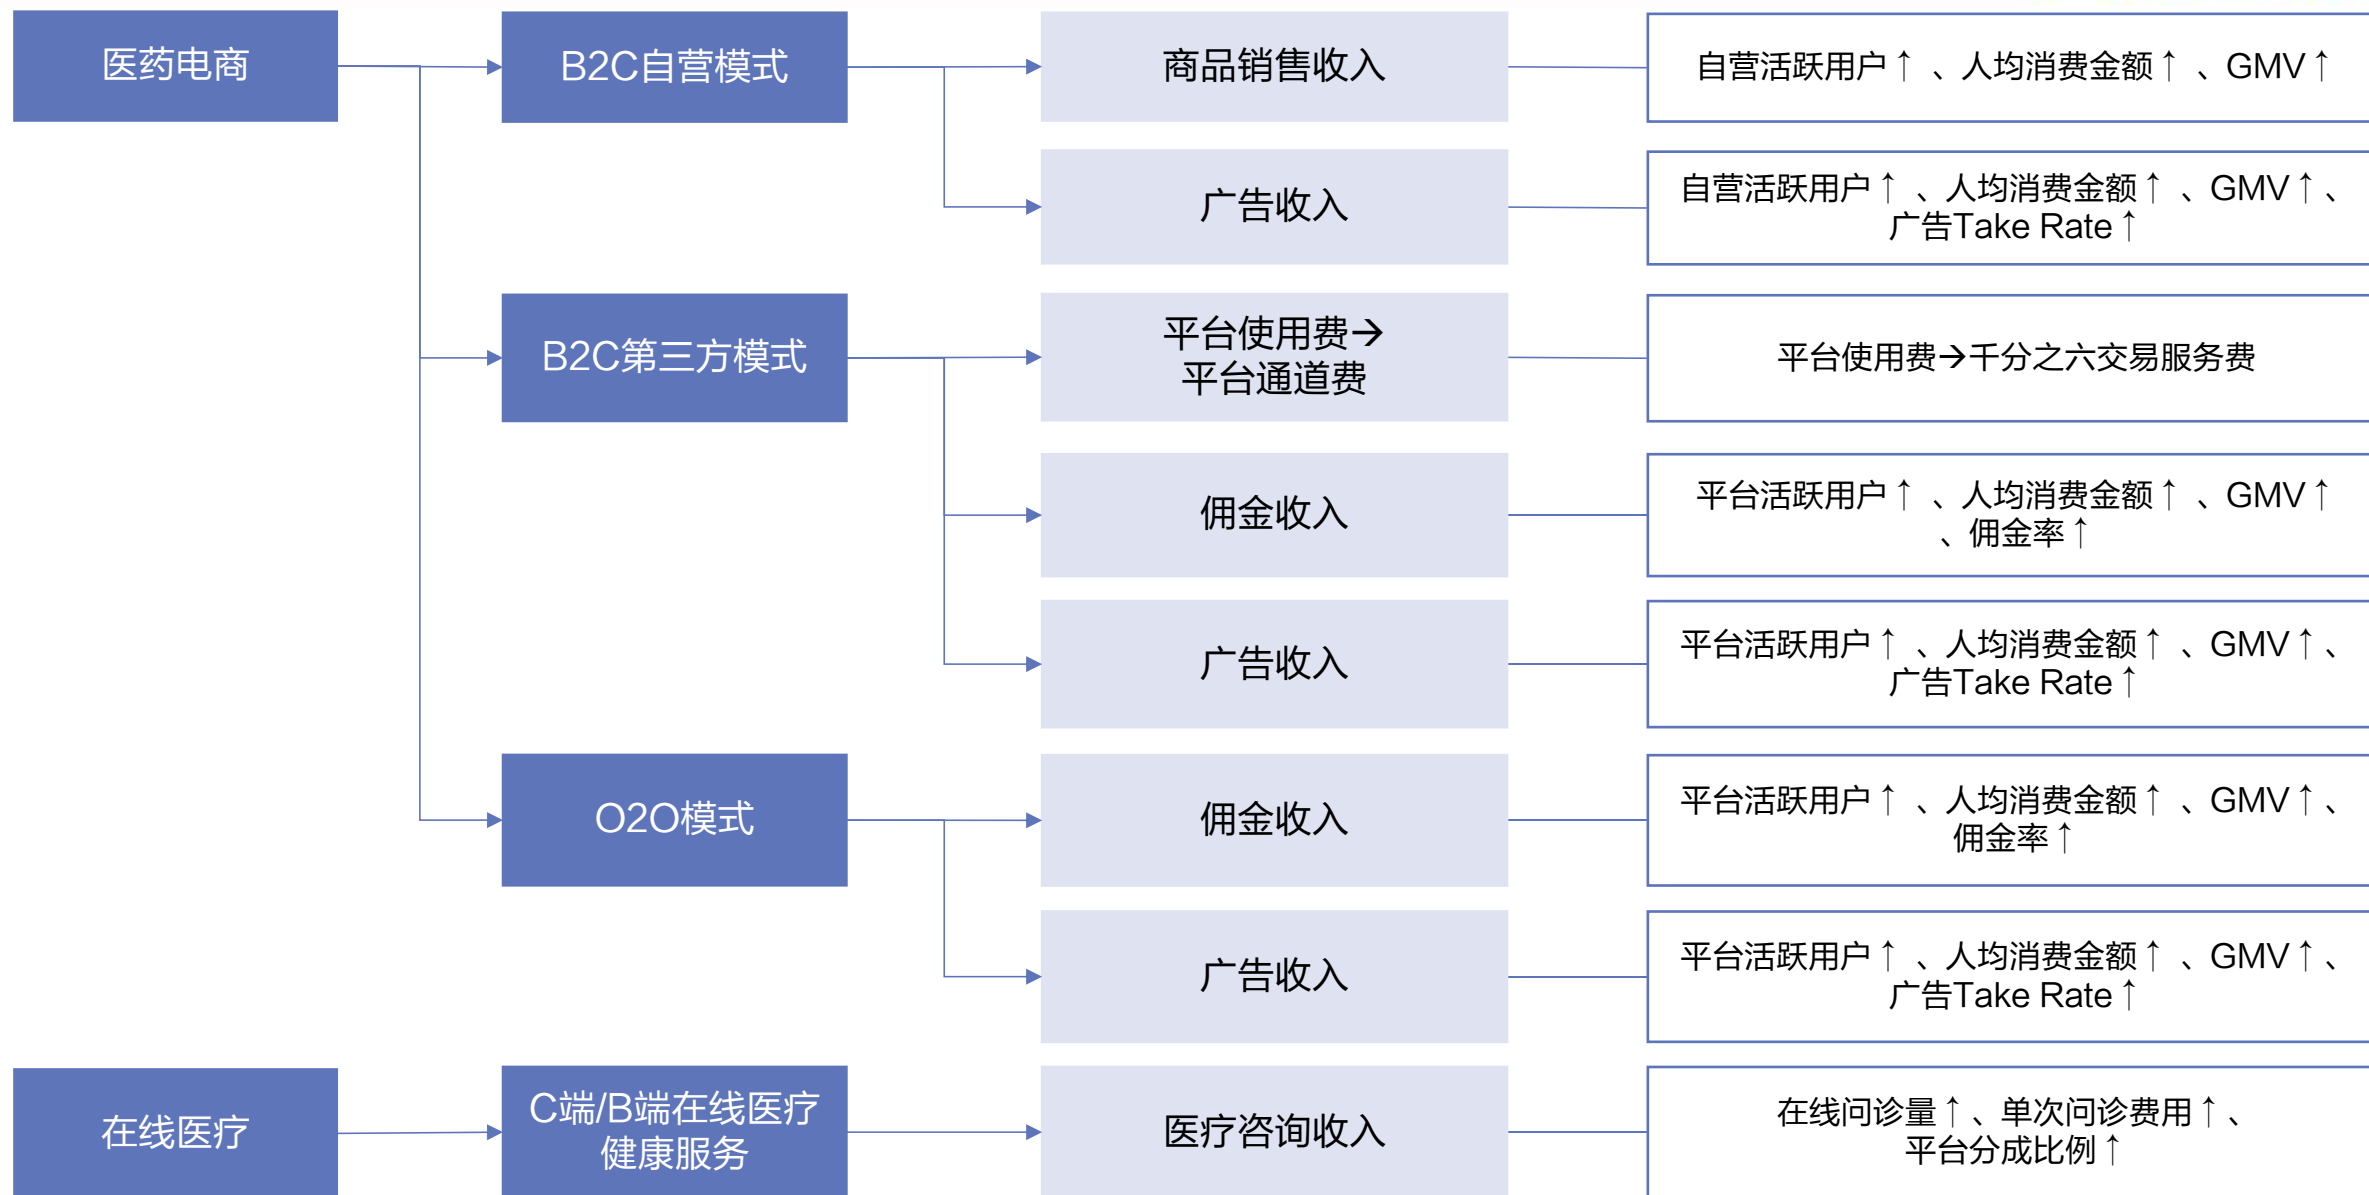 医药电商
B2C自营模式
商品销售收入
自营活跃用户↑ 、人均消费金额↑ 、GMV↑
广告收入
自营活跃用户↑ 、人均消费金额↑ 、GMV↑、
广告Take Rate↑
B2C第三方模式
平台使用费→
平台通道费
平台使用费→千分之六交易服务费
佣金收入
平台活跃用户↑ 、人均消费金额↑ 、GMV↑
、佣金率↑
广告收入
平台活跃用户↑ 、人均消费金额↑ 、GMV↑、
广告Take Rate↑
O2O模式
佣金收入
平台活跃用户↑ 、人均消费金额↑ 、GMV↑、
佣金率↑
广告收入
平台活跃用户↑ 、人均消费金额↑ 、GMV↑、
广告Take Rate↑
在线医疗
C端/B端在线医疗
健康服务
医疗咨询收入
在线问诊量↑、单次问诊费用↑、
平台分成比例↑